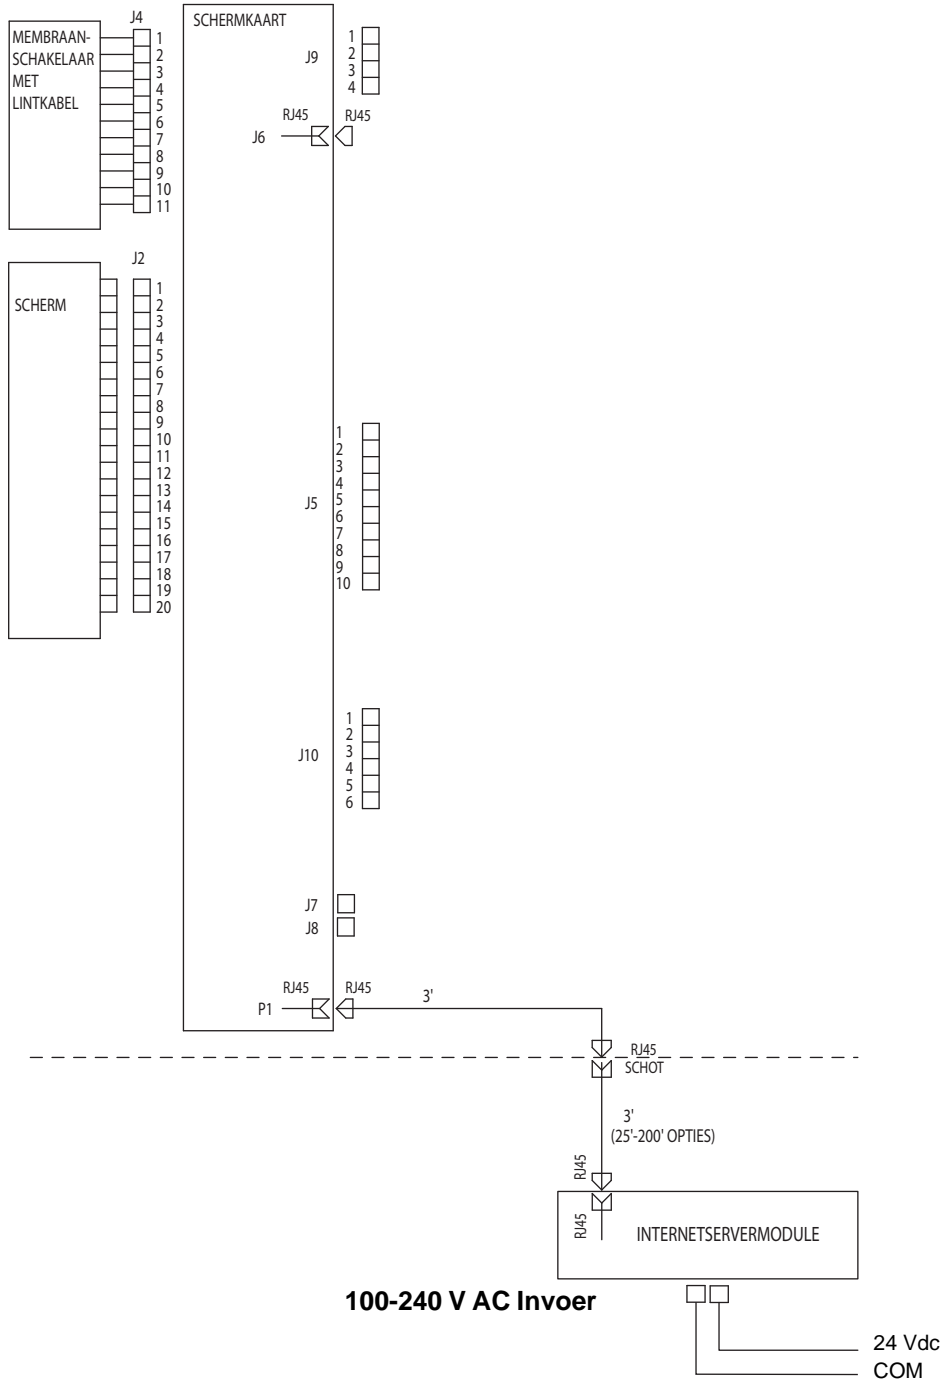 J4
MEMBRAAN-
SCHAKELAAR
MET
LINTKABEL
1
2
3
4
5
6
7
8
9
10
11
J2
SCHERM
1
2
3
4
5
6
7
8
9
10
11
12
13
14
15
16
17
18
19
20
SCHERMKAART
J9
1
2
3
4
RJ45
RJ45
J6
J5
1
2
3
4
5
6
7
8
9
10
J10
1
2
3
4
5
6
J7
J8
RJ45
RJ45
P1
3'
RJ45
SCHOT
3'
(25'-200' OPTIES)
RJ45
RJ45
INTERNETSERVERMODULE
100-240 V AC Invoer
24 Vdc
COM